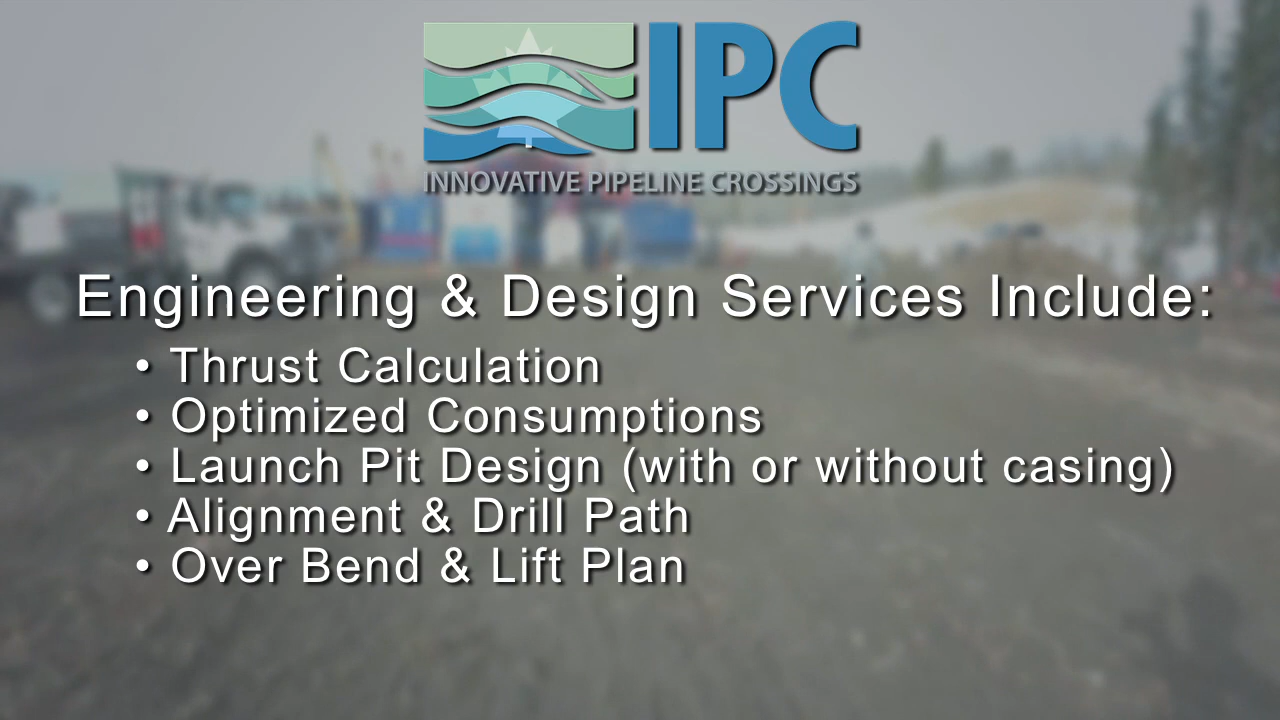 IPC
INNOVATIVE PIPELINE CROSSINGS
Engineering & Design Services Include:
• Thrust Calculation
• Optimized Consumptions
• Launch Pit Design (with or without casing)
• Alignment & Drill Path
• Over Bend & Lift Plan